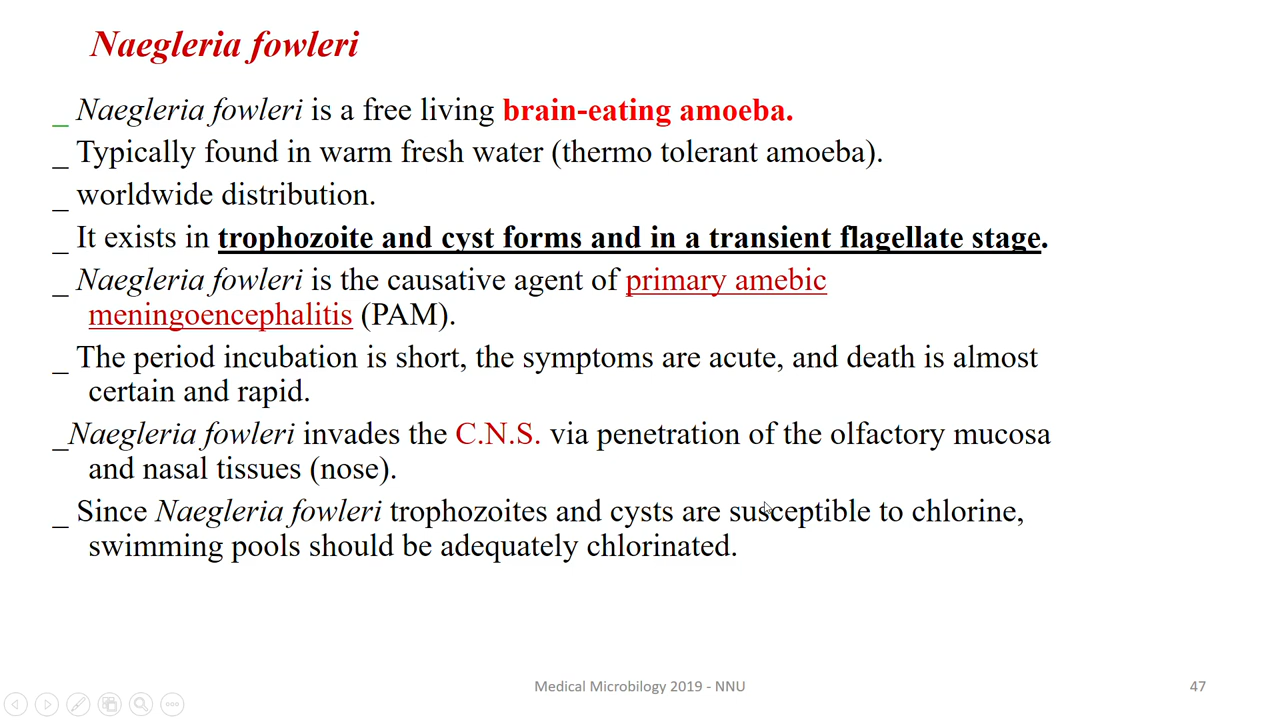 Naegleria fowleri
_ Naegleria fowleri is a free living brain-eating amoeba.
_ Typically found in warm fresh water (thermo tolerant amoeba).
_ worldwide distribution.
_ It exists in trophozoite and cyst forms and in a transient flagellate stage.
_ Naegleria fowleri is the causative agent of primary amebic
meningoencephalitis (PAM).
_ The period incubation is short, the symptoms are acute, and death is almost
certain and rapid.
_Naegleria fowleri invades the C.N.S. via penetration of the olfactory mucosa
and nasal tissues (nose).
_ Since Naegleria fowleri trophozoites and cysts are susceptible to chlorine,
swimming pools should be adequately chlorinated.
Medical Microbilogy 2019 - NNU
47